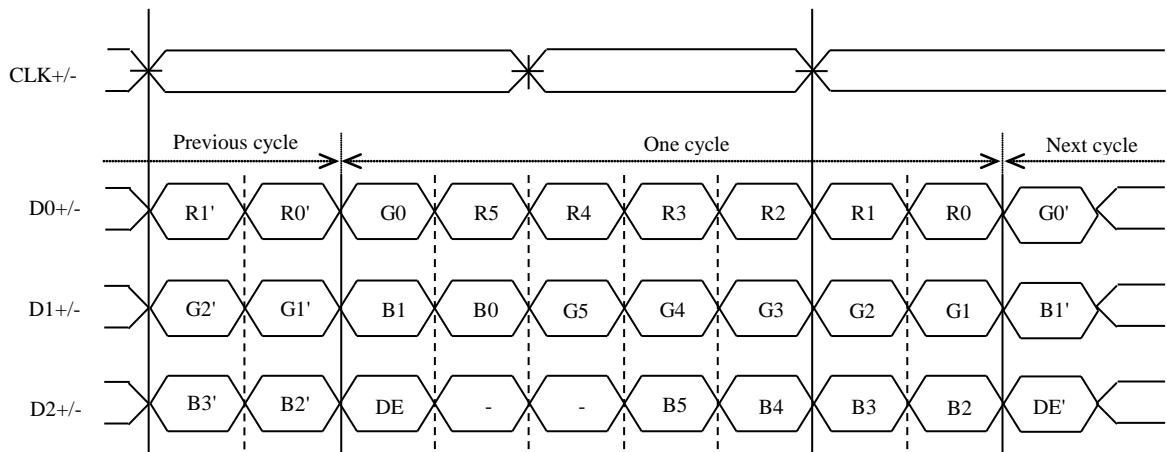 CLK+/-
Previous cycle One cycle Next cycle
D0+/- R1' R0' G0 R5 R4 R3 R2 R1 R0 G0'
D1+/- G2' G1' B1 B0 G5 G4 G3 G2 G1 B1'
D2+/- B3' B2' DE - - B5 B4 B3 B2 DE'